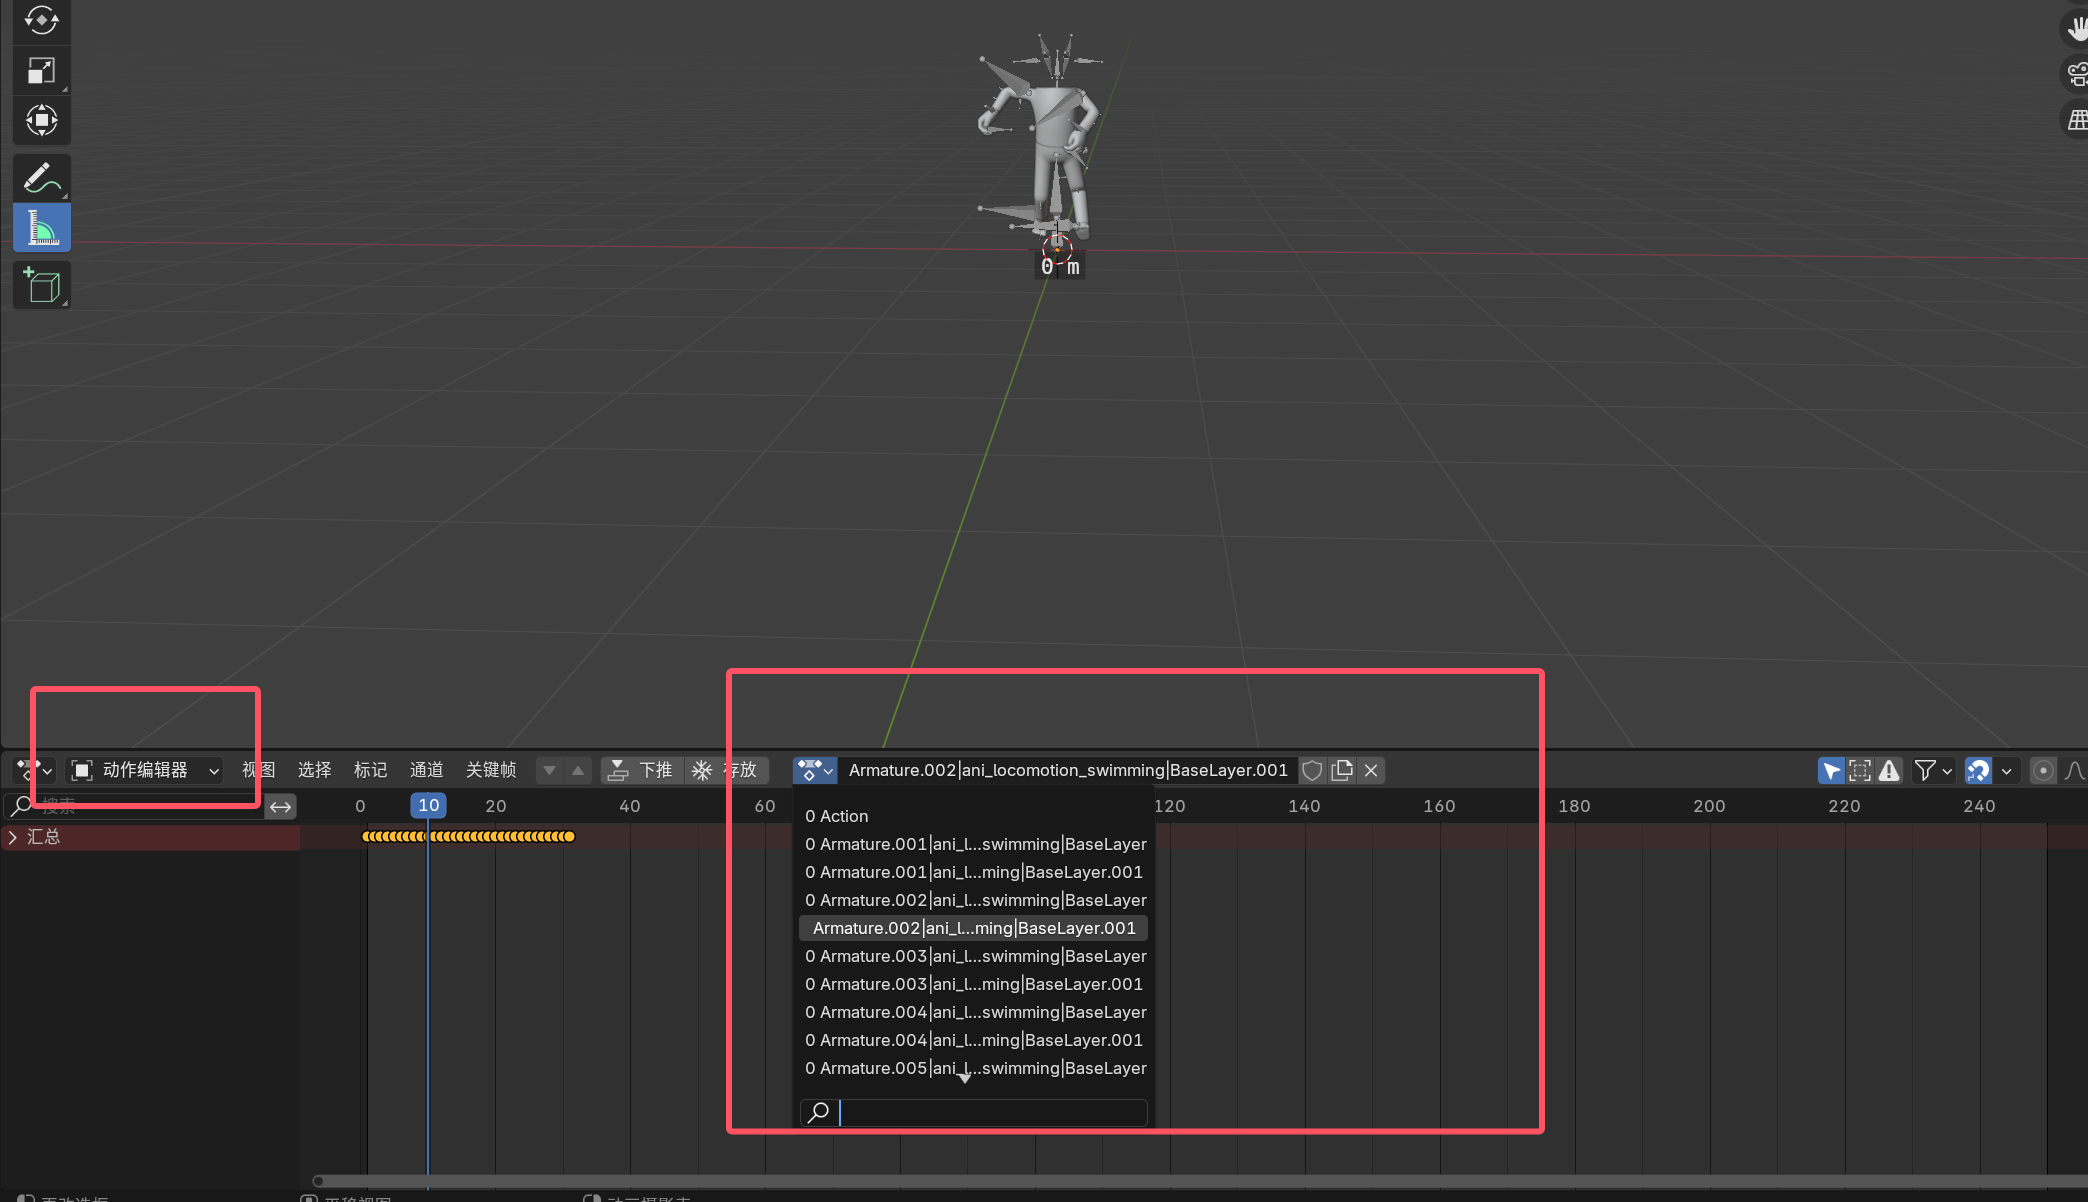 0 m
动作编辑器 视图 选择 标记 通道 关键帧 下推 存放 Armature.002|ani_locomotion_swimming|BaseLayer.001
搜索 0 10 20 40 60 120 140 160 180 200 220 240
汇总
0 Action
0 Armature.001|ani_l...swimming|BaseLayer
0 Armature.001|ani_l...ming|BaseLayer.001
0 Armature.002|ani_l...swimming|BaseLayer
Armature.002|ani_l...ming|BaseLayer.001
0 Armature.003|ani_l...swimming|BaseLayer
0 Armature.003|ani_l...ming|BaseLayer.001
0 Armature.004|ani_l...swimming|BaseLayer
0 Armature.004|ani_l...ming|BaseLayer.001
0 Armature.005|ani_l...swimming|BaseLayer